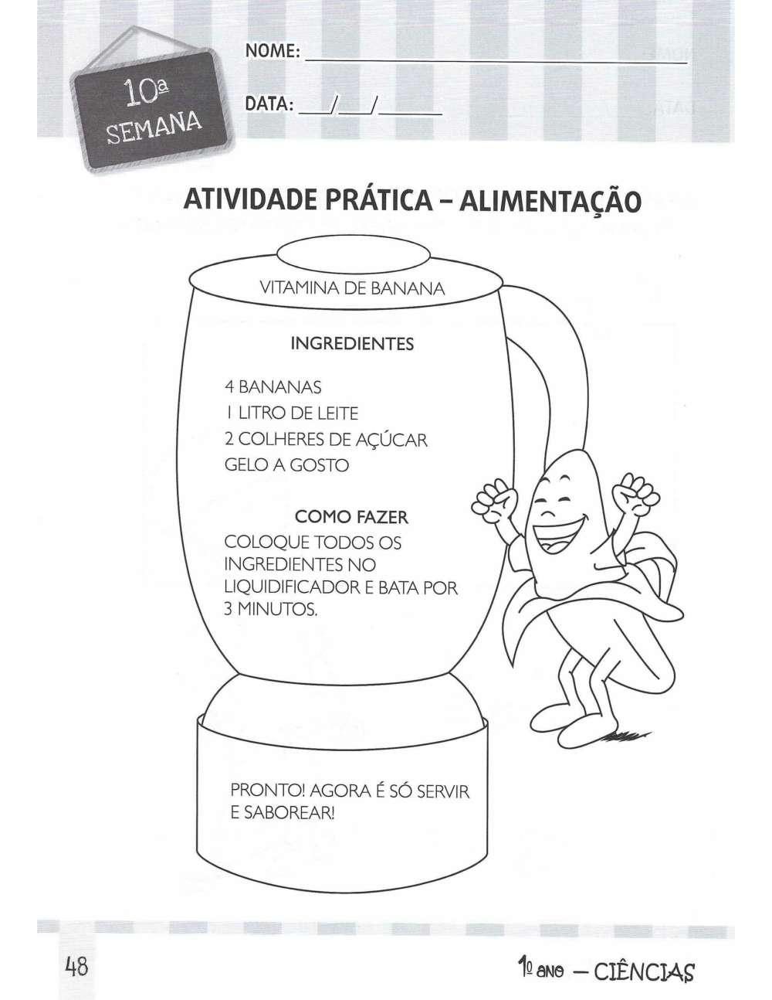 NOME:
DATA: ___/___/______
10ª
SEMANA
ATIVIDADE PRÁTICA – ALIMENTAÇÃO
VITAMINA DE BANANA
INGREDIENTES
4 BANANAS
1 LITRO DE LEITE
2 COLHERES DE AÇÚCAR
GELO A GOSTO
COMO FAZER
COLOQUE TODOS OS
INGREDIENTES NO
LIQUIDIFICADOR E BATA POR
3 MINUTOS.
PRONTO! AGORA É SÓ SERVIR
E SABOREAR!
48
1º ANO – CIÊNCIAS